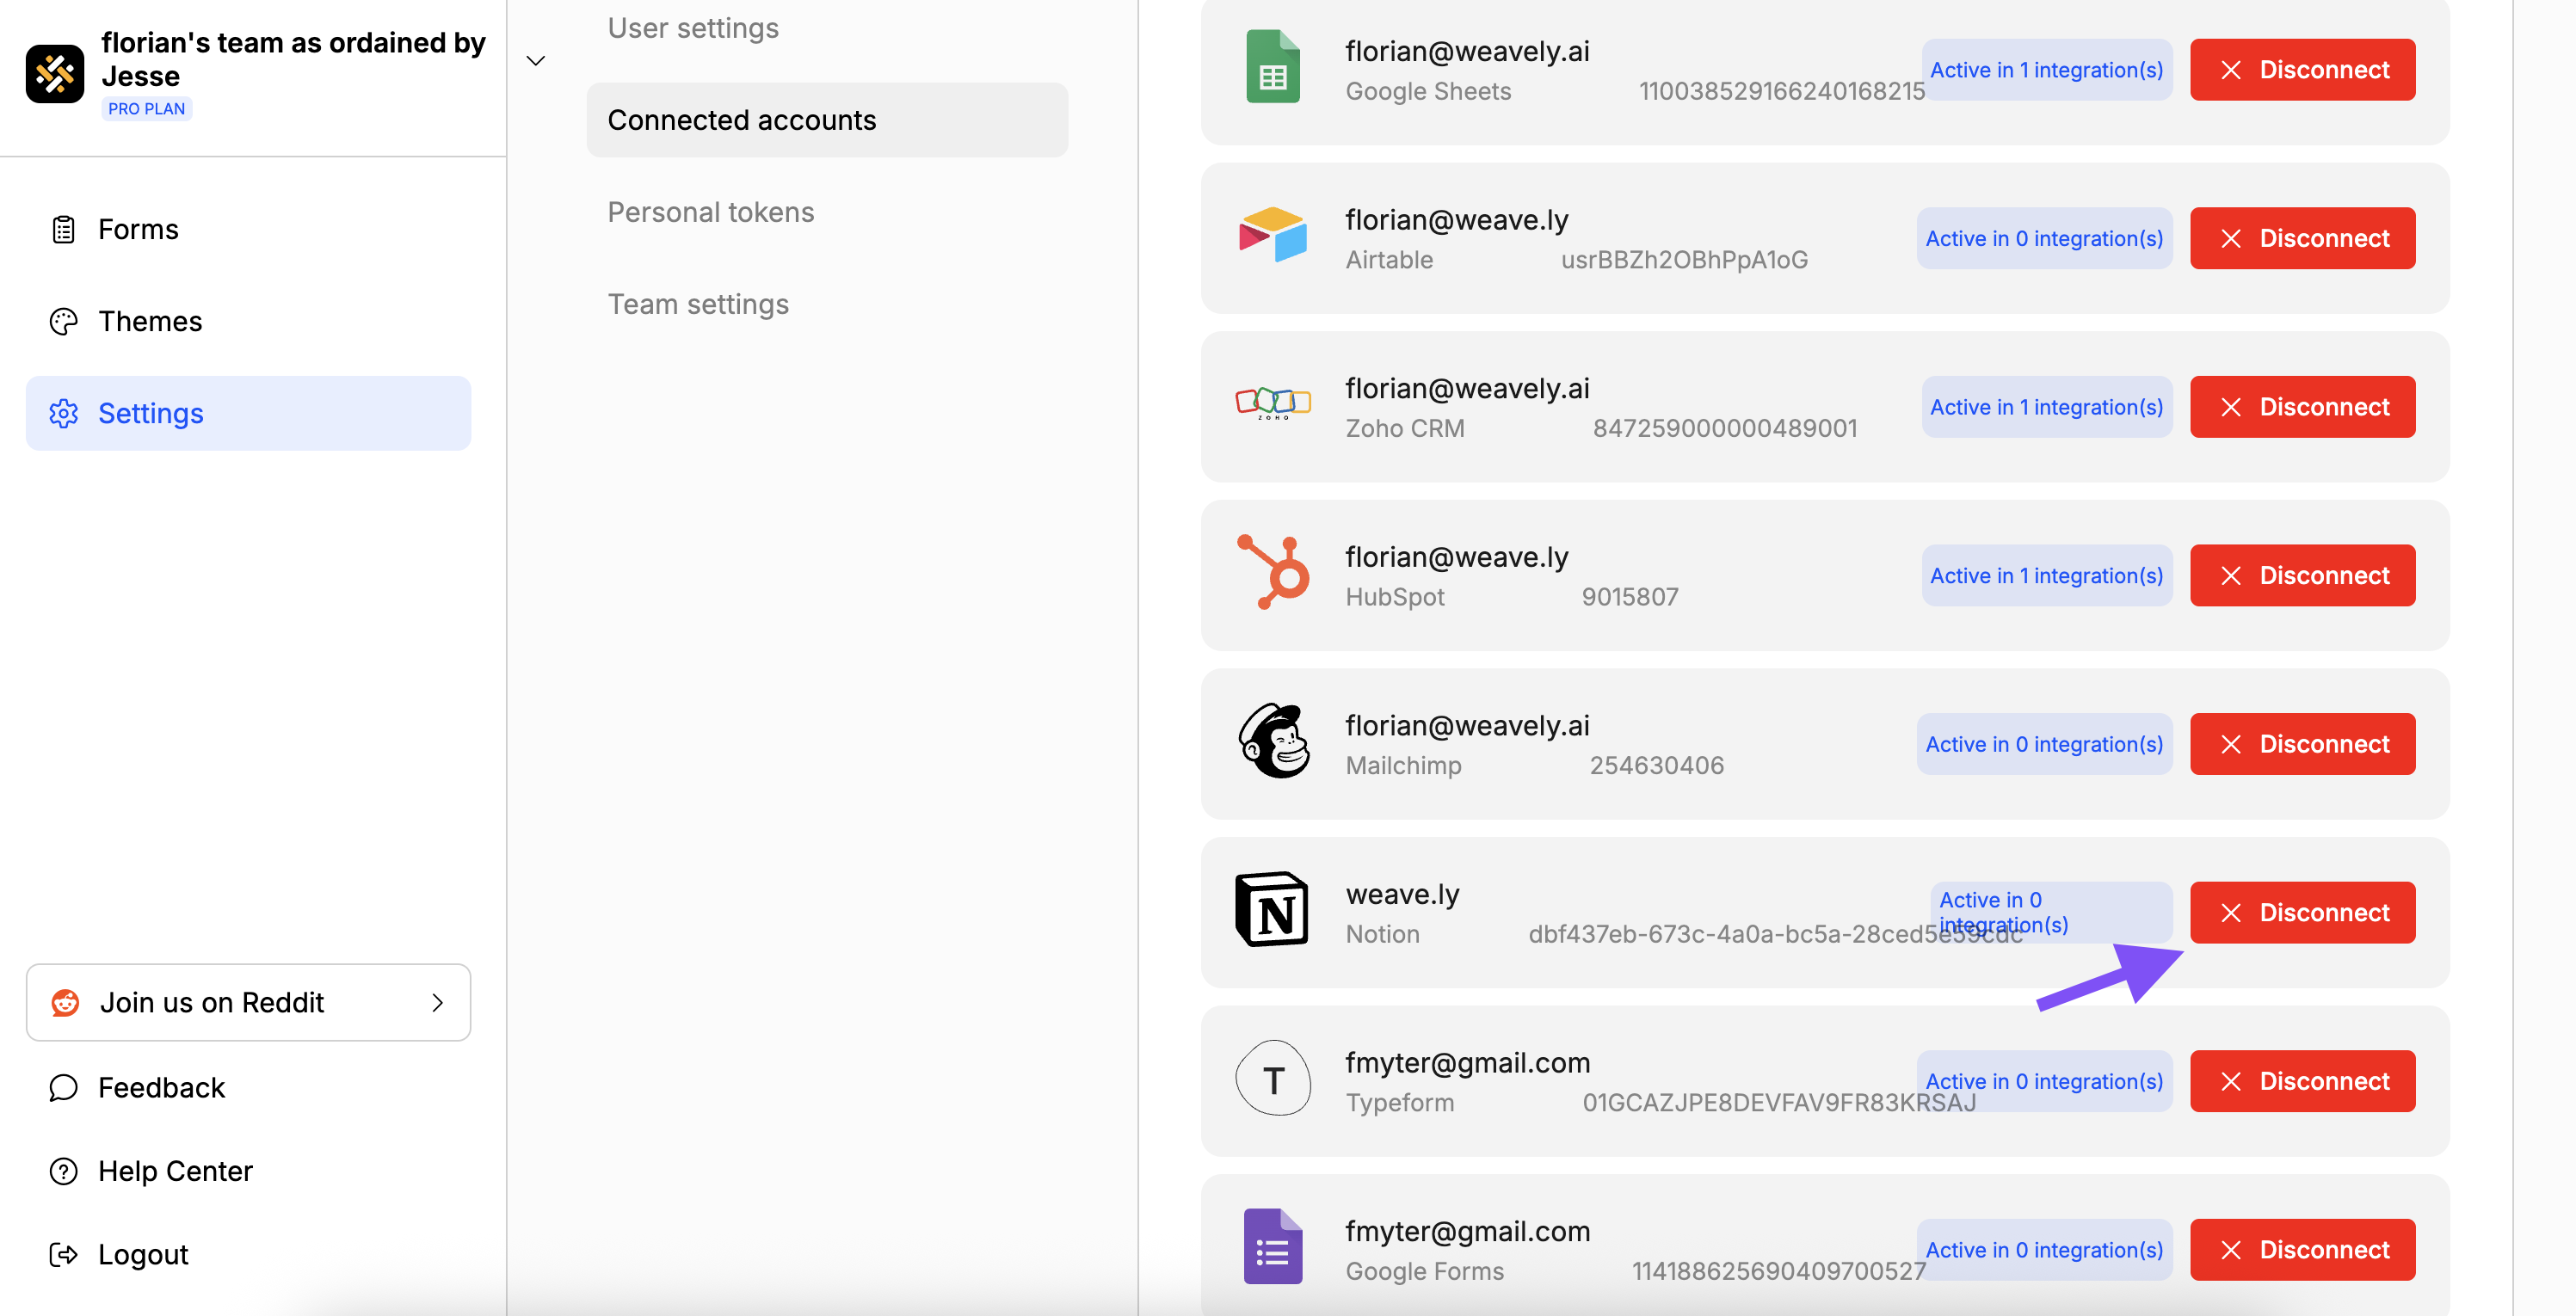 florian's team as ordained by
Jesse
PRO PLAN
Forms
Themes
Settings
Join us on Reddit
Feedback
Help Center
Logout
User settings
Connected accounts
Personal tokens
Team settings
florian@weavely.ai
Google Sheets 110038529166240168215
Active in 1 integration(s)
Disconnect
florian@weave.ly
Airtable usrBBZh2OBhPpA1oG
Active in 0 integration(s)
Disconnect
florian@weavely.ai
ZOHO
Zoho CRM 847259000000489001
Active in 1 integration(s)
Disconnect
florian@weave.ly
HubSpot 9015807
Active in 1 integration(s)
Disconnect
florian@weavely.ai
Mailchimp 254630406
Active in 0 integration(s)
Disconnect
N
weave.ly
Notion dbf437eb-673c-4a0a-bc5a-28ced5e59cdc
Active in 0
integration(s)
Disconnect
T
fmyter@gmail.com
Typeform 01GCAZJPE8DEVFAV9FR83KRSAJ
Active in 0 integration(s)
Disconnect
fmyter@gmail.com
Google Forms 114188625690409700527
Active in 0 integration(s)
Disconnect